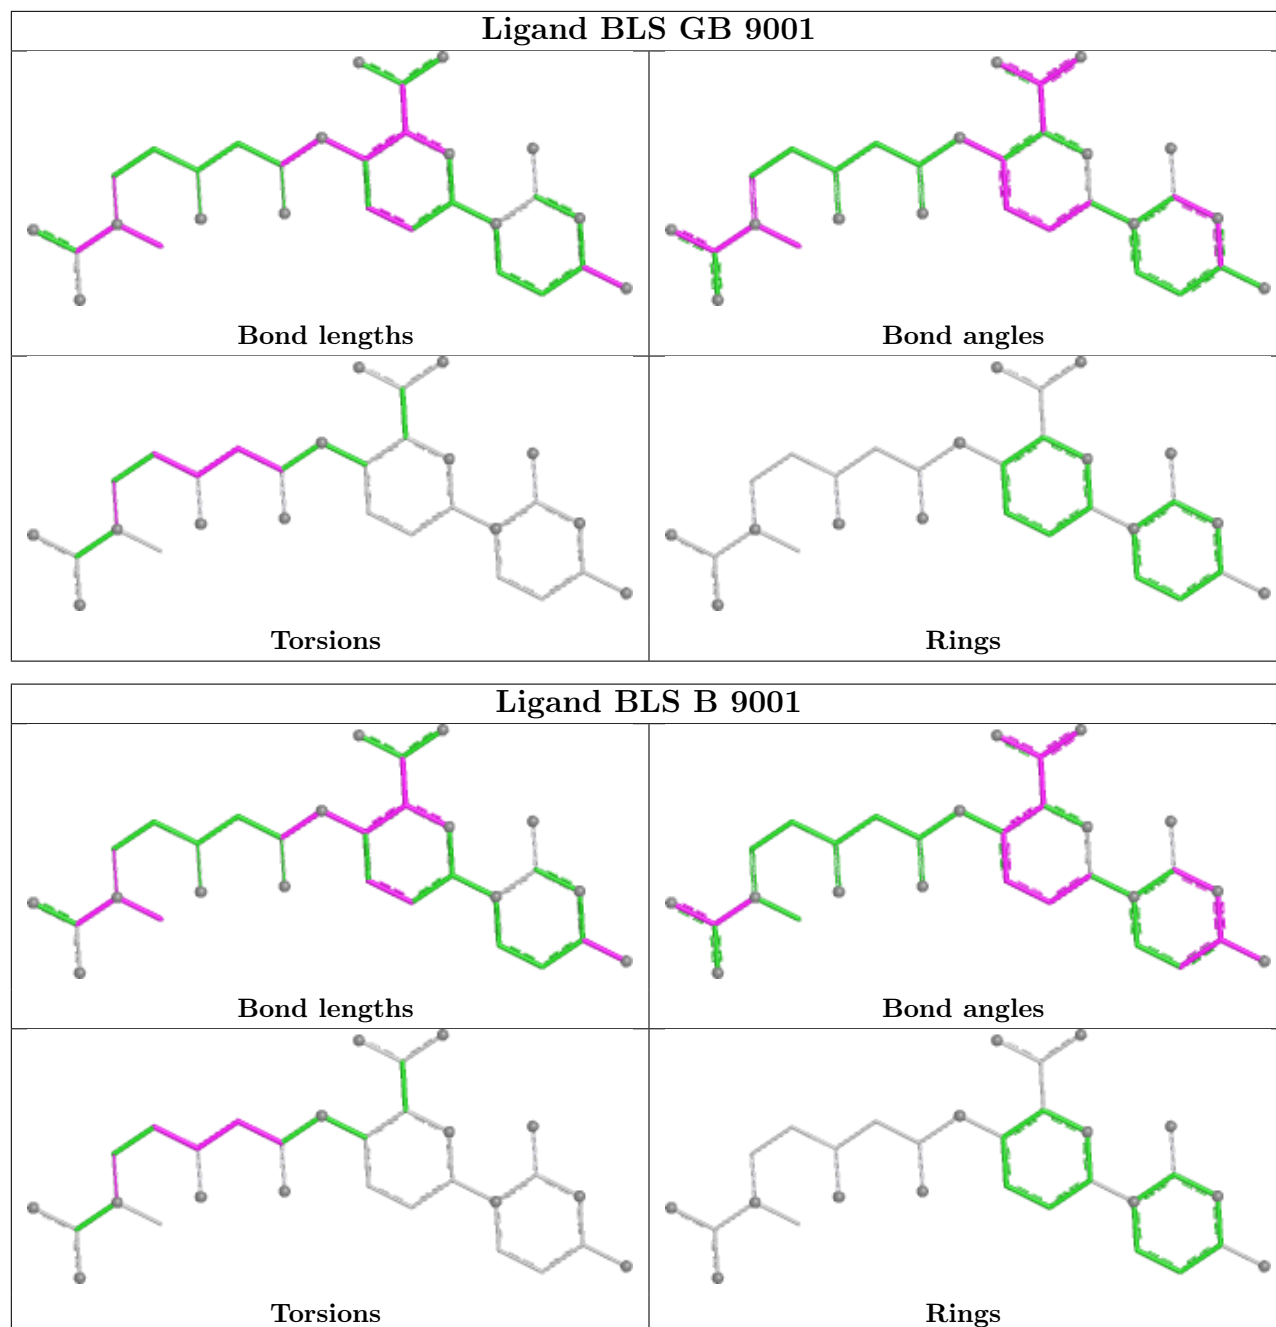 Ligand BLS GB 9001
Bond lengths
Bond angles
Torsions
Rings
Ligand BLS B 9001
Bond lengths
Bond angles
Torsions
Rings